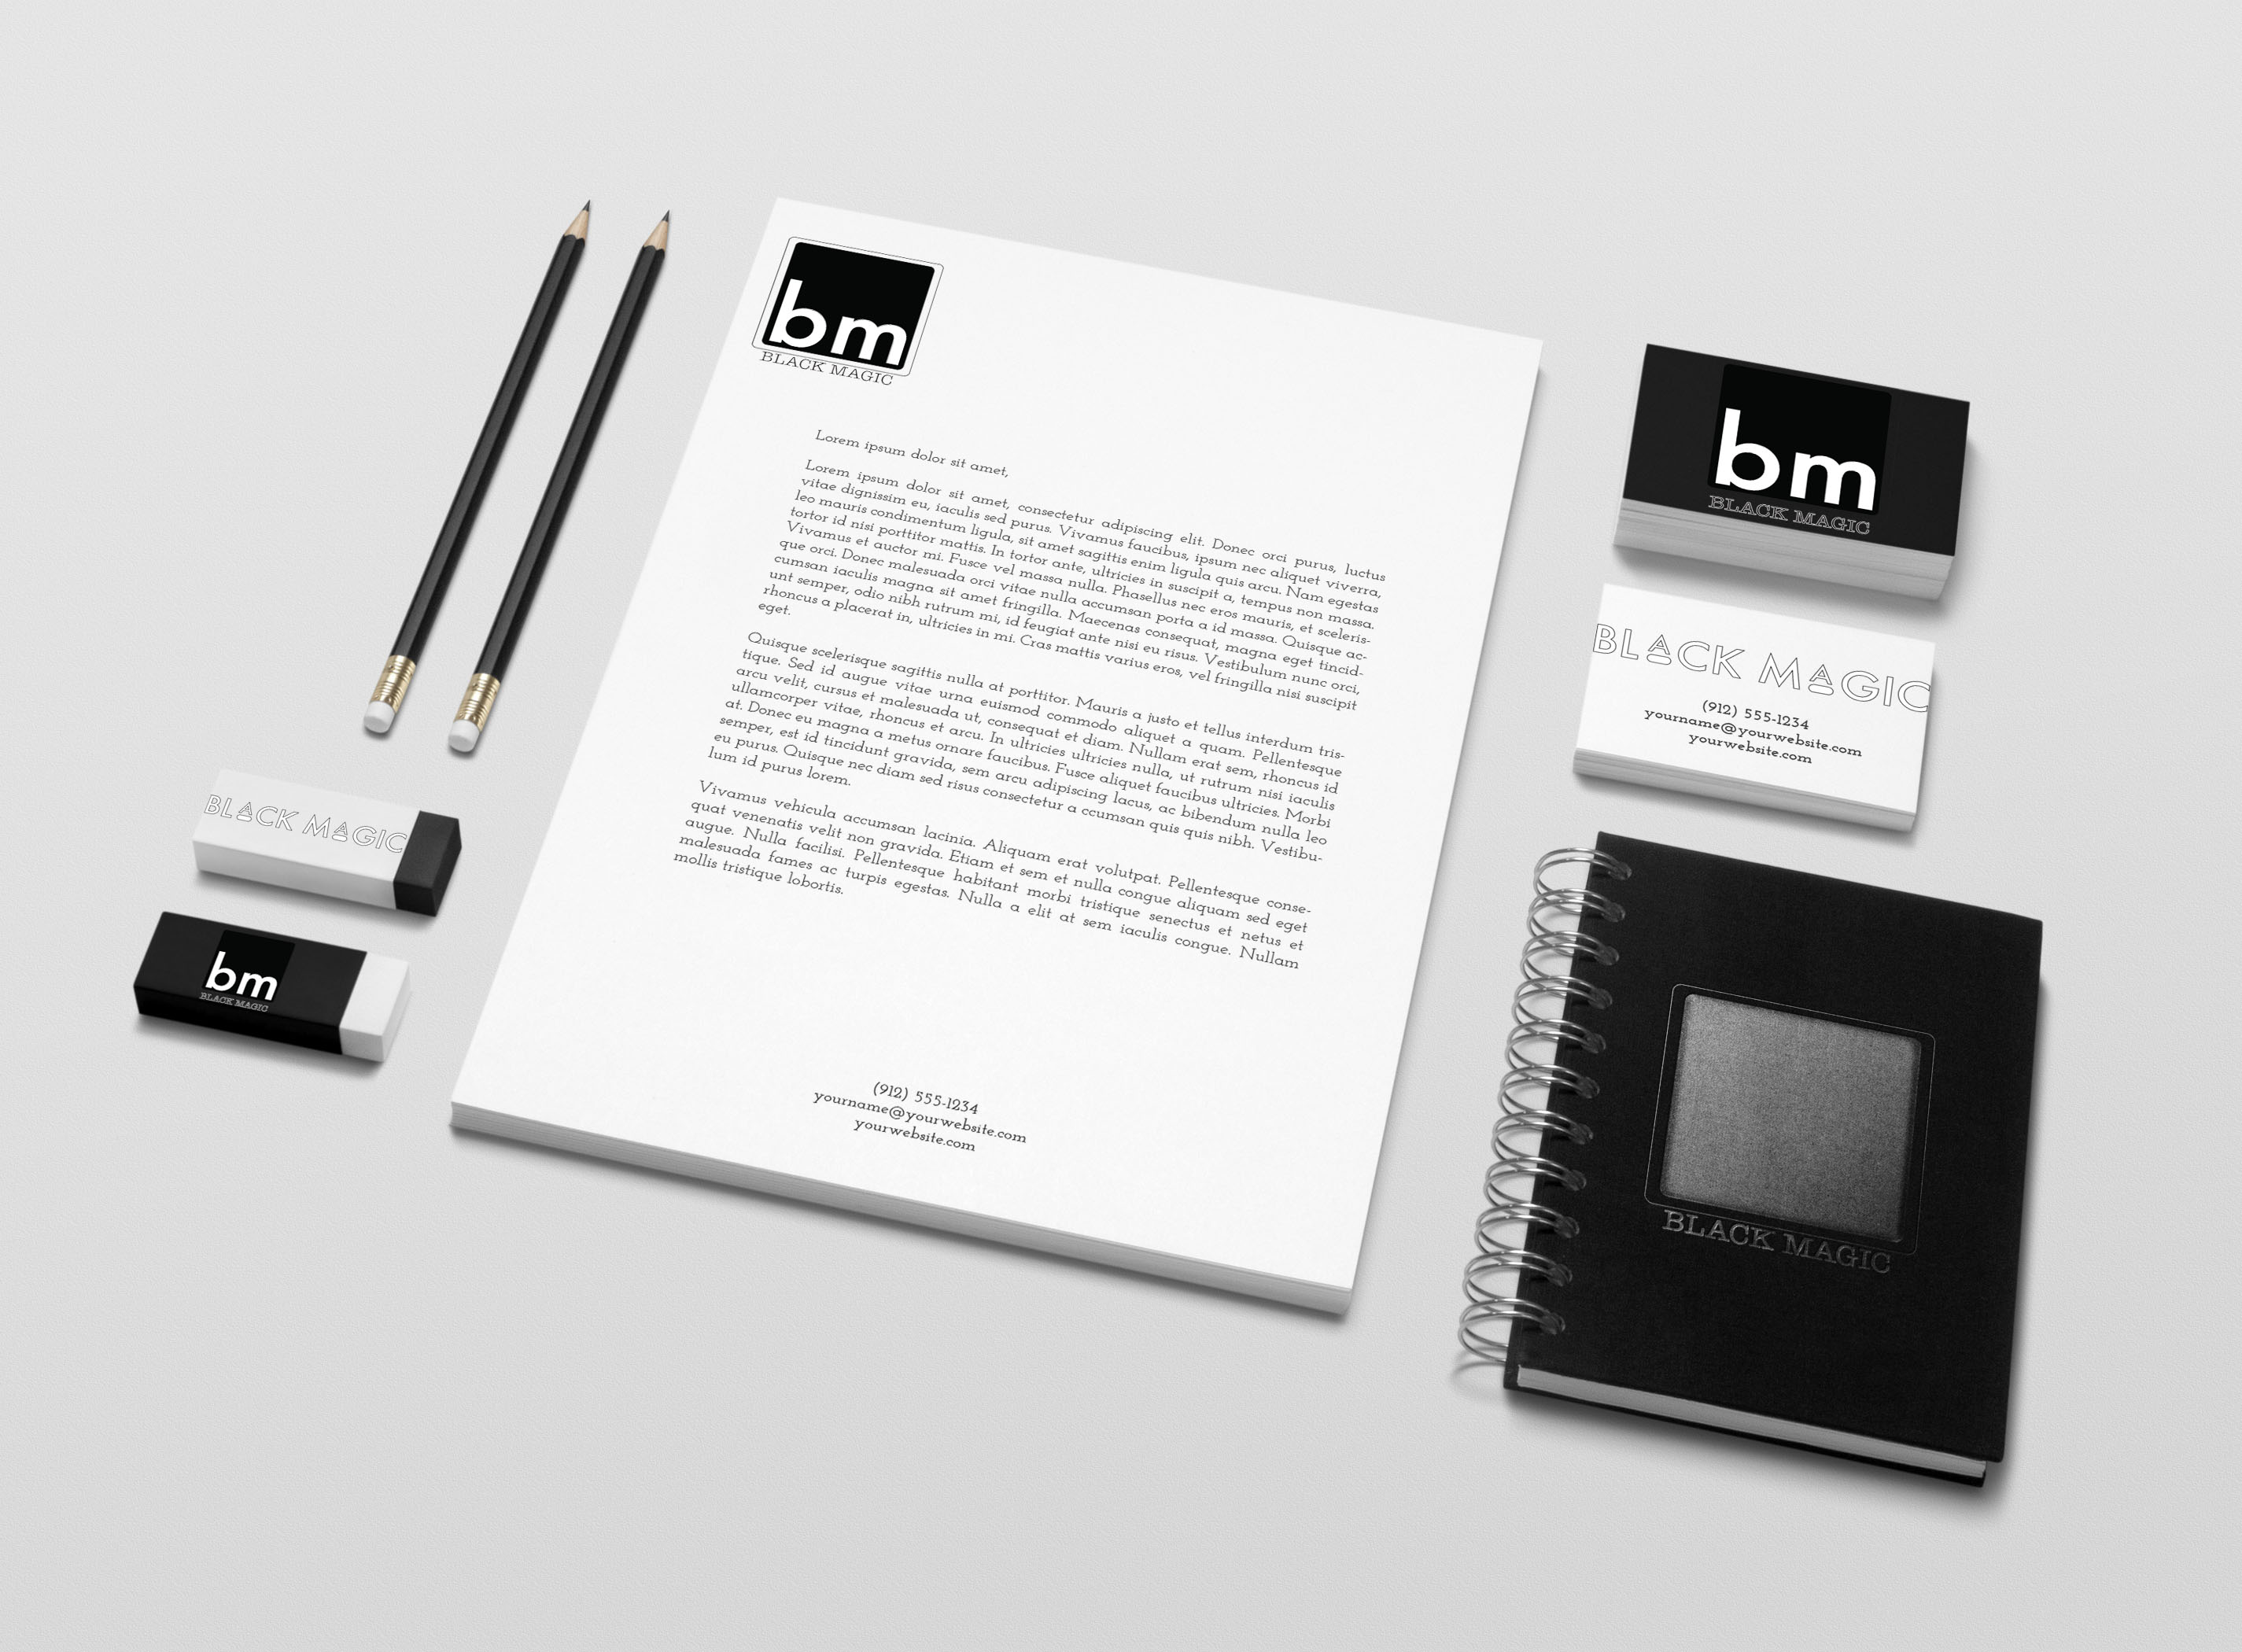 bm
BLACK MAGIC
Lorem ipsum dolor sit amet,
Lorem ipsum dolor sit amet, consectetur adipiscing elit. Donec orci purus, luctus
vitae dignissim eu, iaculis sed purus. Vivamus faucibus, ipsum nec aliquet viverra,
leo mauris condimentum ligula, sit amet sagittis enim ligula quis arcu. Nam egestas
tortor id nisi porttitor mattis. In tortor ante, ultricies in suscipit a, tempus non massa.
Vivamus et auctor mi. Fusce vel massa nulla. Phasellus nec eros mauris, et sceleris-
que orci. Donec malesuada orci vitae nulla accumsan porta a id massa. Quisque ac-
cumsan iaculis magna sit amet fringilla. Maecenas consequat, magna eget tincid-
unt semper, odio nibh rutrum mi, id feugiat ante nisi eu risus. Vestibulum nunc orci,
rhoncus a placerat in, ultricies in mi. Cras mattis varius eros, vel fringilla nisi suscipit
eget.
Quisque scelerisque sagittis nulla at porttitor. Mauris a justo et tellus interdum tris-
tique. Sed id augue vitae urna euismod commodo aliquet a quam. Pellentesque
arcu velit, cursus et malesuada ut, consequat et diam. Nullam erat sem, rhoncus id
ullamcorper vitae, rhoncus et arcu. In ultricies ultricies nulla, ut rutrum nisi iaculis
at. Donec eu magna a metus ornare faucibus. Fusce aliquet faucibus ultricies. Morbi
semper, est id tincidunt gravida, sem arcu adipiscing lacus, ac bibendum nulla leo
eu purus. Quisque nec diam sed risus consectetur a ccumsan quis quis nibh. Vestibu-
lum id purus lorem.
Vivamus vehicula accumsan lacinia. Aliquam erat volutpat. Pellentesque conse-
quat venenatis velit non gravida. Etiam et sem et nulla congue aliquam sed eget
augue. Nulla facilisi. Pellentesque habitant morbi tristique senectus et netus et
malesuada fames ac turpis egestas. Nulla a elit at sem iaculis congue. Nullam
mollis tristique lobortis.
(912) 555-1234
yourname@yourwebsite.com
yourwebsite.com
BLACK MAGIC
bm
BLACK MAGIC
bm
BLACK MAGIC
BLACK MAGIC
(912) 555-1234
yourname@yourwebsite.com
yourwebsite.com
BLACK MAGIC